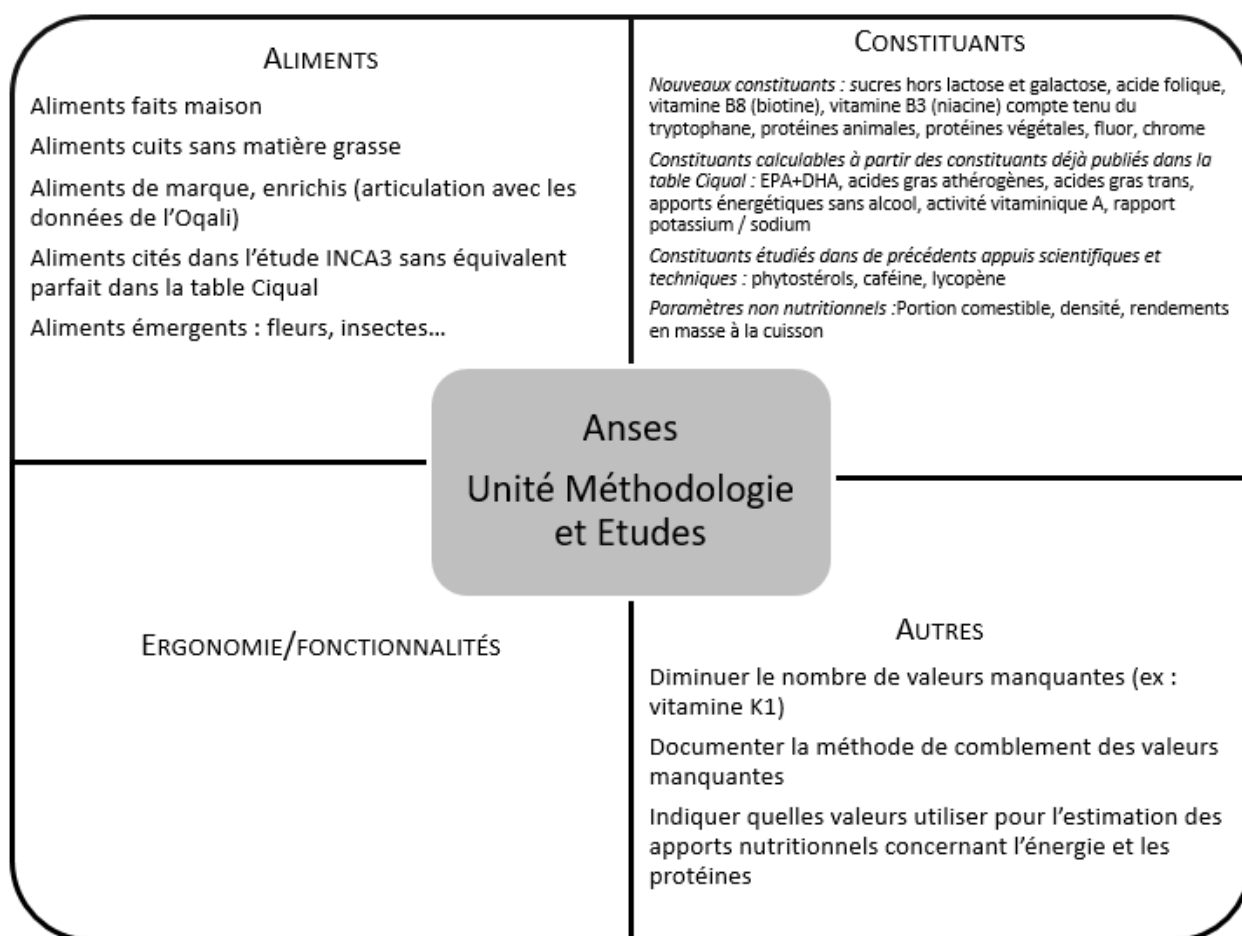 ALIMENTS
Aliments faits maison
Aliments cuits sans matière grasse
Aliments de marque, enrichis (articulation avec les
données de l'Oqali)
Aliments cités dans l'étude INCA3 sans équivalent
parfait dans la table Ciqual
Aliments émergents : fleurs, insectes...
CONSTITUANTS
Nouveaux constituants : sucres hors lactose et galactose, acide folique,
vitamine B8 (biotine), vitamine B3 (niacine) compte tenu du
tryptophane, protéines animales, protéines végétales, fluor, chrome
Constituants calculables à partir des constituants déjà publiés dans la
table Ciqual : EPA+DHA, acides gras athérogènes, acides gras trans,
apports énergétiques sans alcool, activité vitaminique A, rapport
potassium / sodium
Constituants étudiés dans de précédents appuis scientifiques et
techniques : phytostérols, caféine, lycopène
Paramètres non nutritionnels :Portion comestible, densité, rendements
en masse à la cuisson
Anses
Unité Méthodologie
et Etudes
ERGONOMIE/FONCTIONNALITÉS
AUTRES
Diminuer le nombre de valeurs manquantes (ex :
vitamine K1)
Documenter la méthode de comblement des valeurs
manquantes
Indiquer quelles valeurs utiliser pour l'estimation des
apports nutritionnels concernant l'énergie et les
protéines